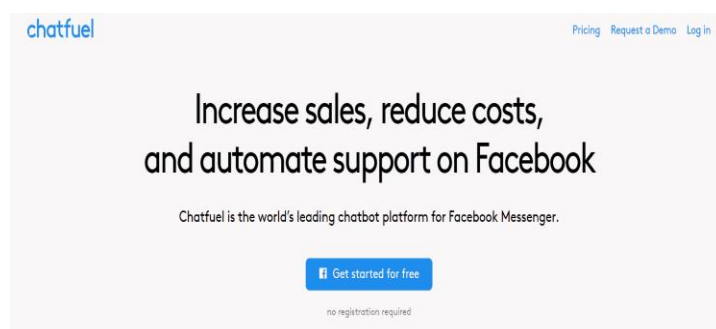 chatfuel
Pricing Request a Demo Log in
Increase sales, reduce costs,
and automate support on Facebook
Chatfuel is the world's leading chatbot platform for Facebook Messenger.
Get started for free
no registration required